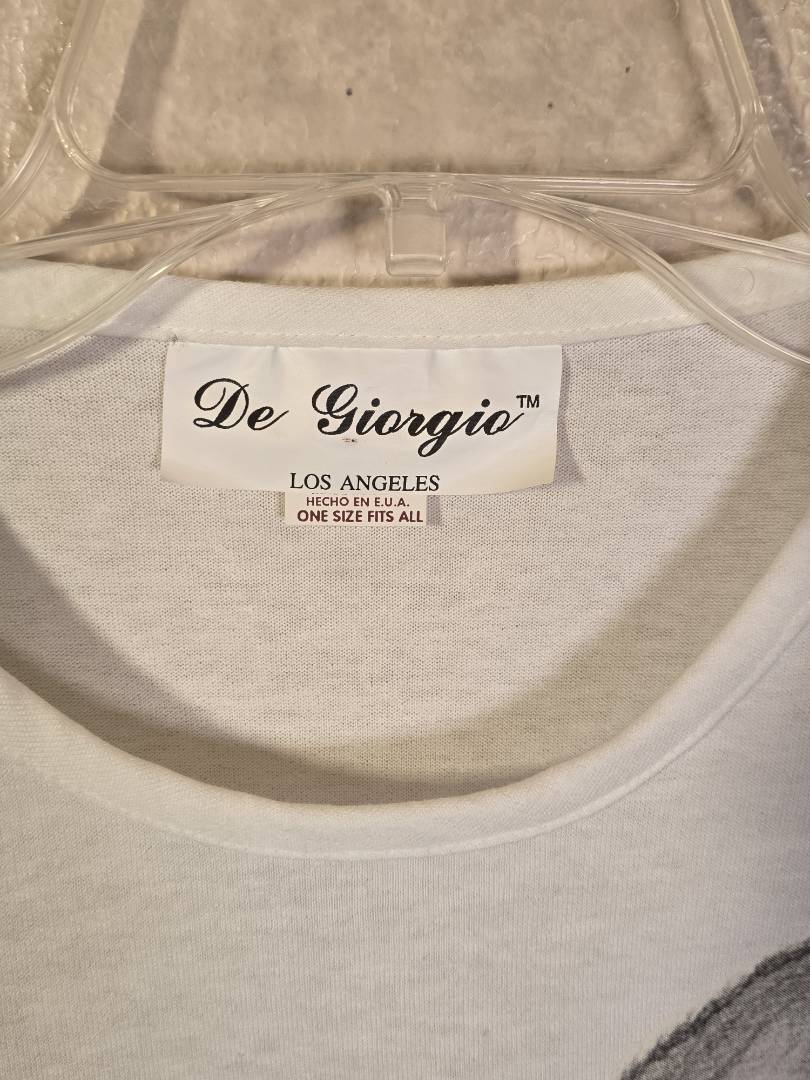 De Giorgio™
LOS ANGELES
HECHO EN E.U.A.
ONE SIZE FITS ALL